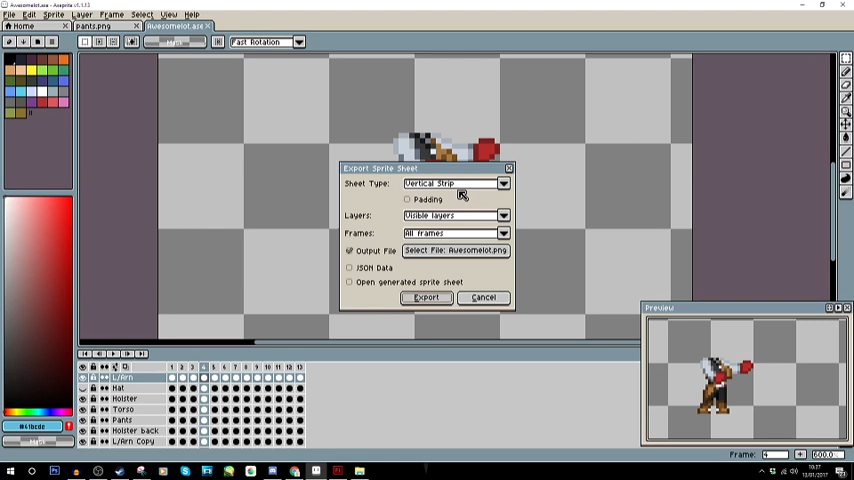 Awesomelot.ase - Aseprite v1.1.13
File Edit Sprite Layer Frame Select View Help
Home pants.png Awesomelot.ase
Fast Rotation
Export Sprite Sheet
Sheet Type: Vertical Strip
Padding
Layers: Visible layers
Frames: All frames
Output File Select File: Awesomelot.png
JSON Data
Open generated sprite sheet
Export Cancel
Preview
1 2 3 4 5 6 7 8 9 10 11 12 13
L/Arn
Hat
Holster
Torso
Pants
Holster back
L/Arn Copy
#61bcdc
Frame: 4 600.0
10:37
13/01/2017